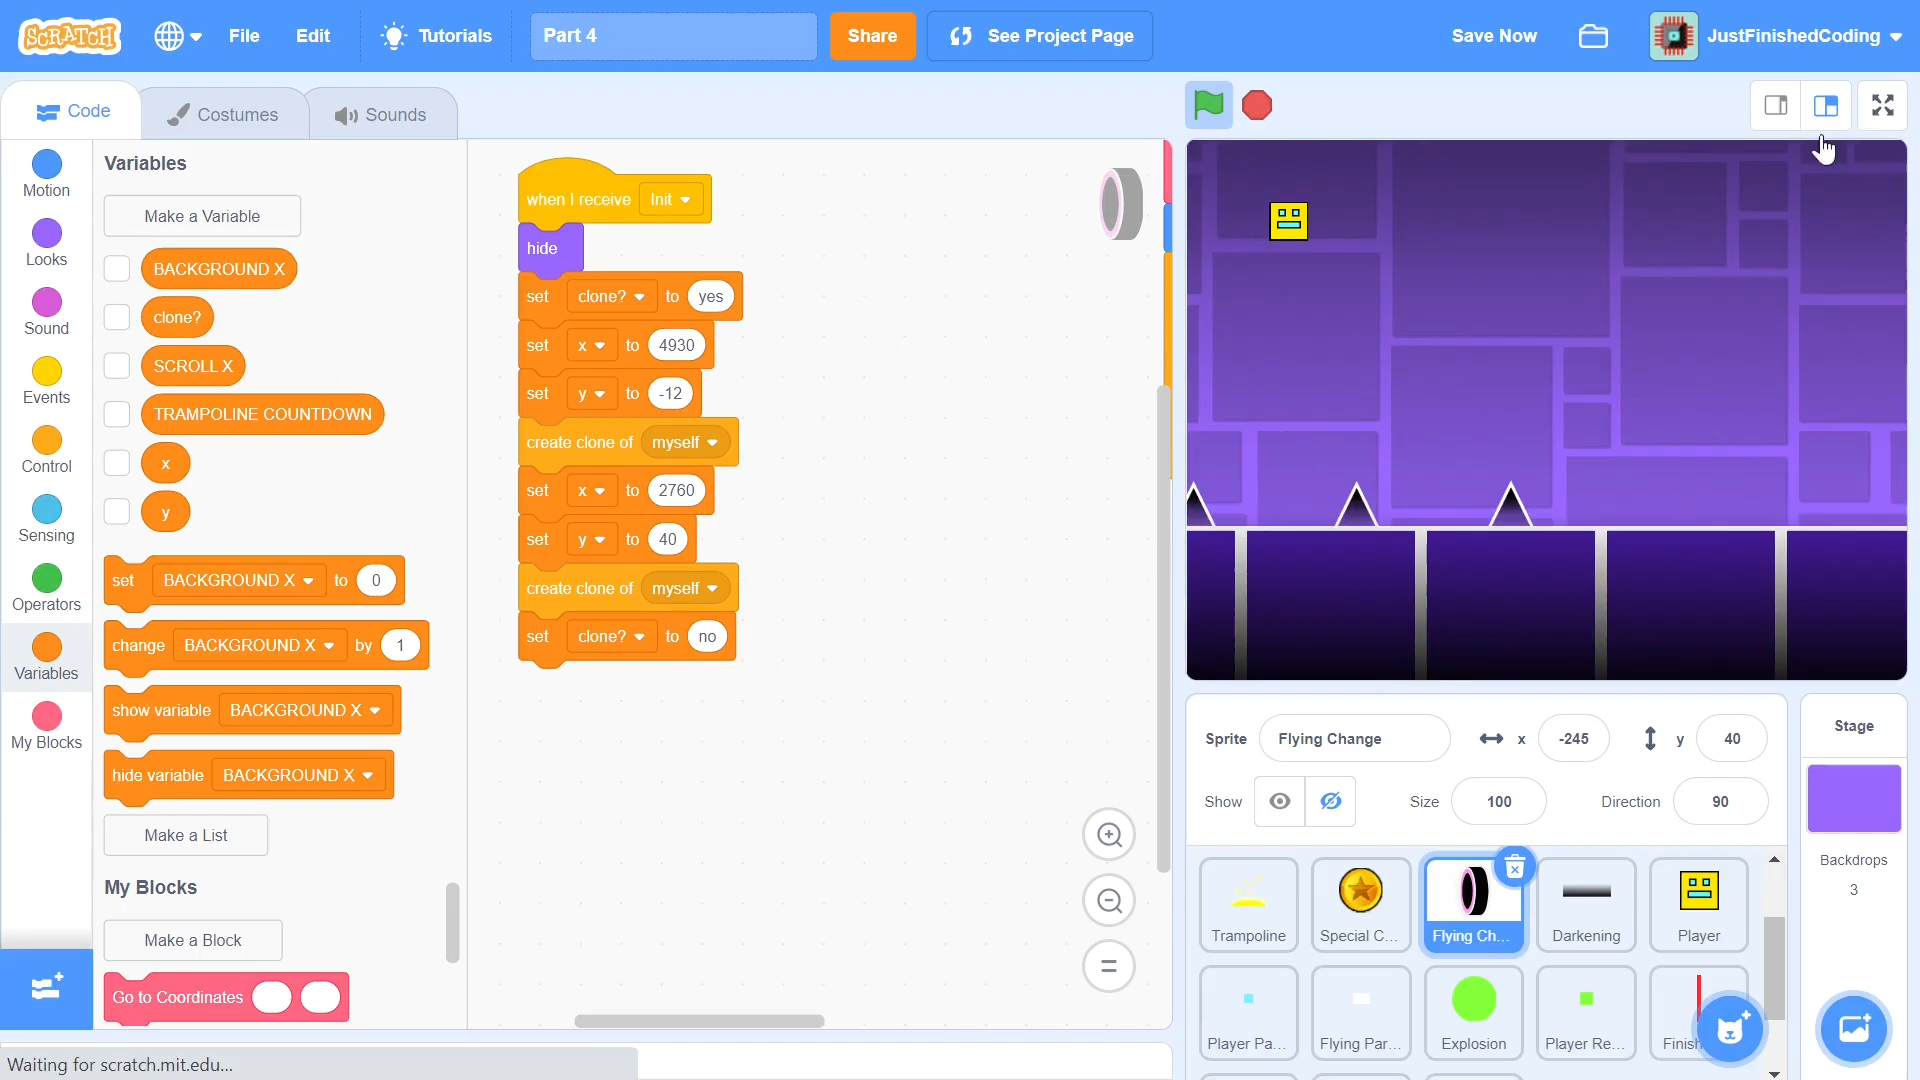 SCRATCH
File
Edit
Tutorials
Part 4
Share
See Project Page
Save Now
JustFinishedCoding
Code
Costumes
Sounds
Motion
Looks
Sound
Events
Control
Sensing
Operators
Variables
My Blocks
Variables
Make a Variable
BACKGROUND X
clone?
SCROLL X
TRAMPOLINE COUNTDOWN
x
y
set BACKGROUND X to 0
change BACKGROUND X by 1
show variable BACKGROUND X
hide variable BACKGROUND X
Make a List
My Blocks
Make a Block
Go to Coordinates
when I receive Init
hide
set clone? to yes
set x to 4930
set y to -12
create clone of myself
set x to 2760
set y to 40
create clone of myself
set clone? to no
Sprite Flying Change x -245 y 40
Show Size 100 Direction 90
Trampoline
Special C...
Flying Ch...
Darkening
Player
Player Pa...
Flying Par...
Explosion
Player Re...
Finish
Stage
Backdrops
3
Waiting for scratch.mit.edu...